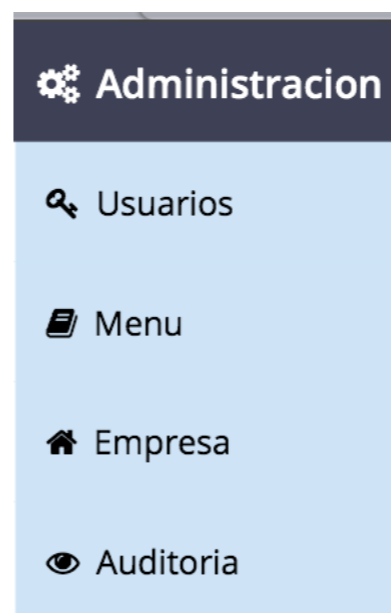 Administracion
Usuarios
Menu
Empresa
Auditoria